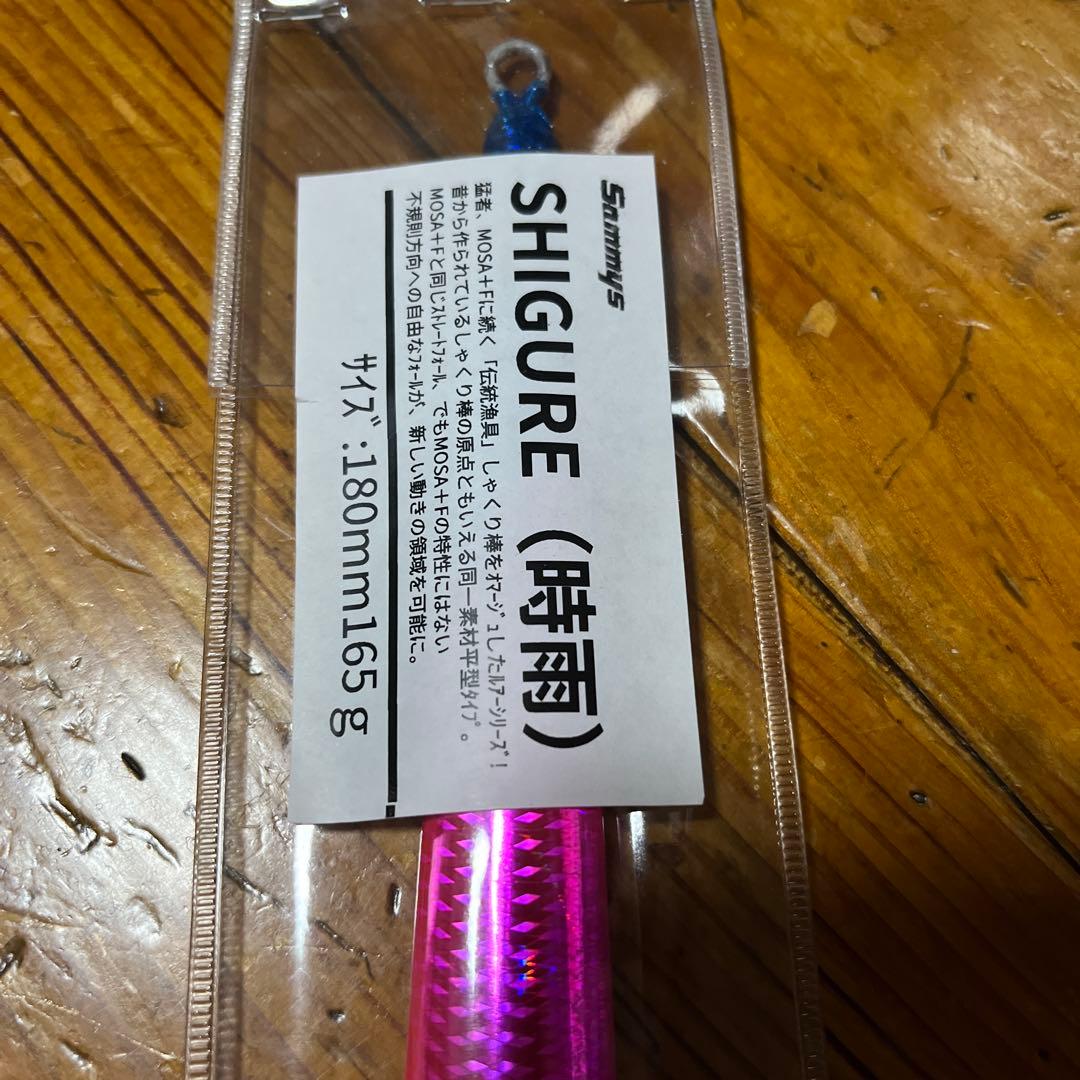 Sammys
SHIGURE（時雨）
猛者、MOSA＋Fに続く「伝統漁具」しゃくり棒をｵﾏｰｼﾞｭしたﾙｱｰｼﾘｰｽﾞ！
昔から作られているしゃくり棒の原点ともいえる同一素材平型ﾀｲﾌﾟ。
MOSA＋Fと同じｽﾄﾚｰﾄﾌｫｰﾙ、でもMOSA＋Fの特性にはない
不規則方向への自由なﾌｫｰﾙが、新しい動きの領域を可能に。
ｻｲｽﾞ:180mm165ｇ